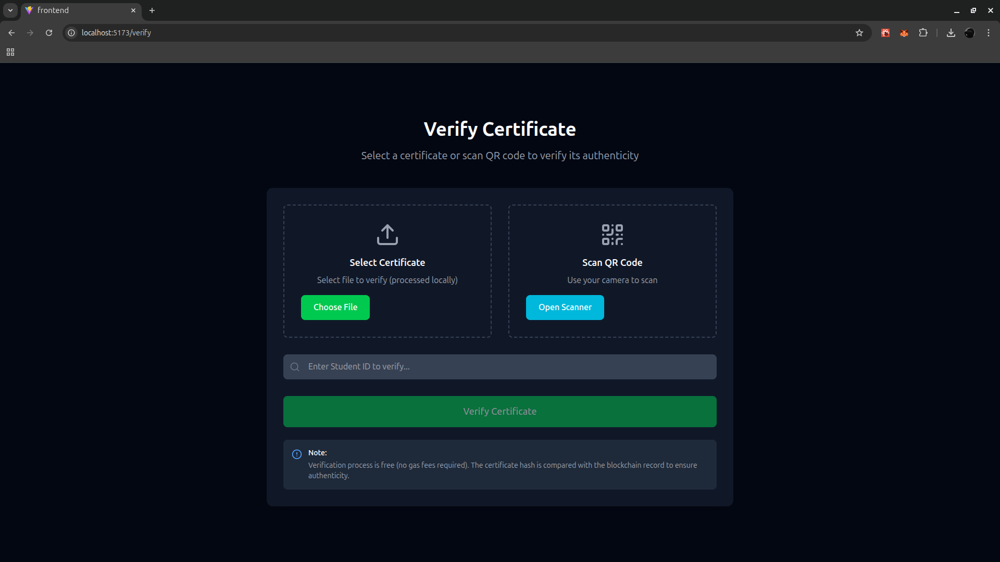 frontend
localhost:5173/verify
Verify Certificate
Select a certificate or scan QR code to verify its authenticity
Select Certificate
Select file to verify (processed locally)
Choose File
Scan QR Code
Use your camera to scan
Open Scanner
Enter Student ID to verify...
Verify Certificate
Note:
Verification process is free (no gas fees required). The certificate hash is compared with the blockchain record to ensure
authenticity.